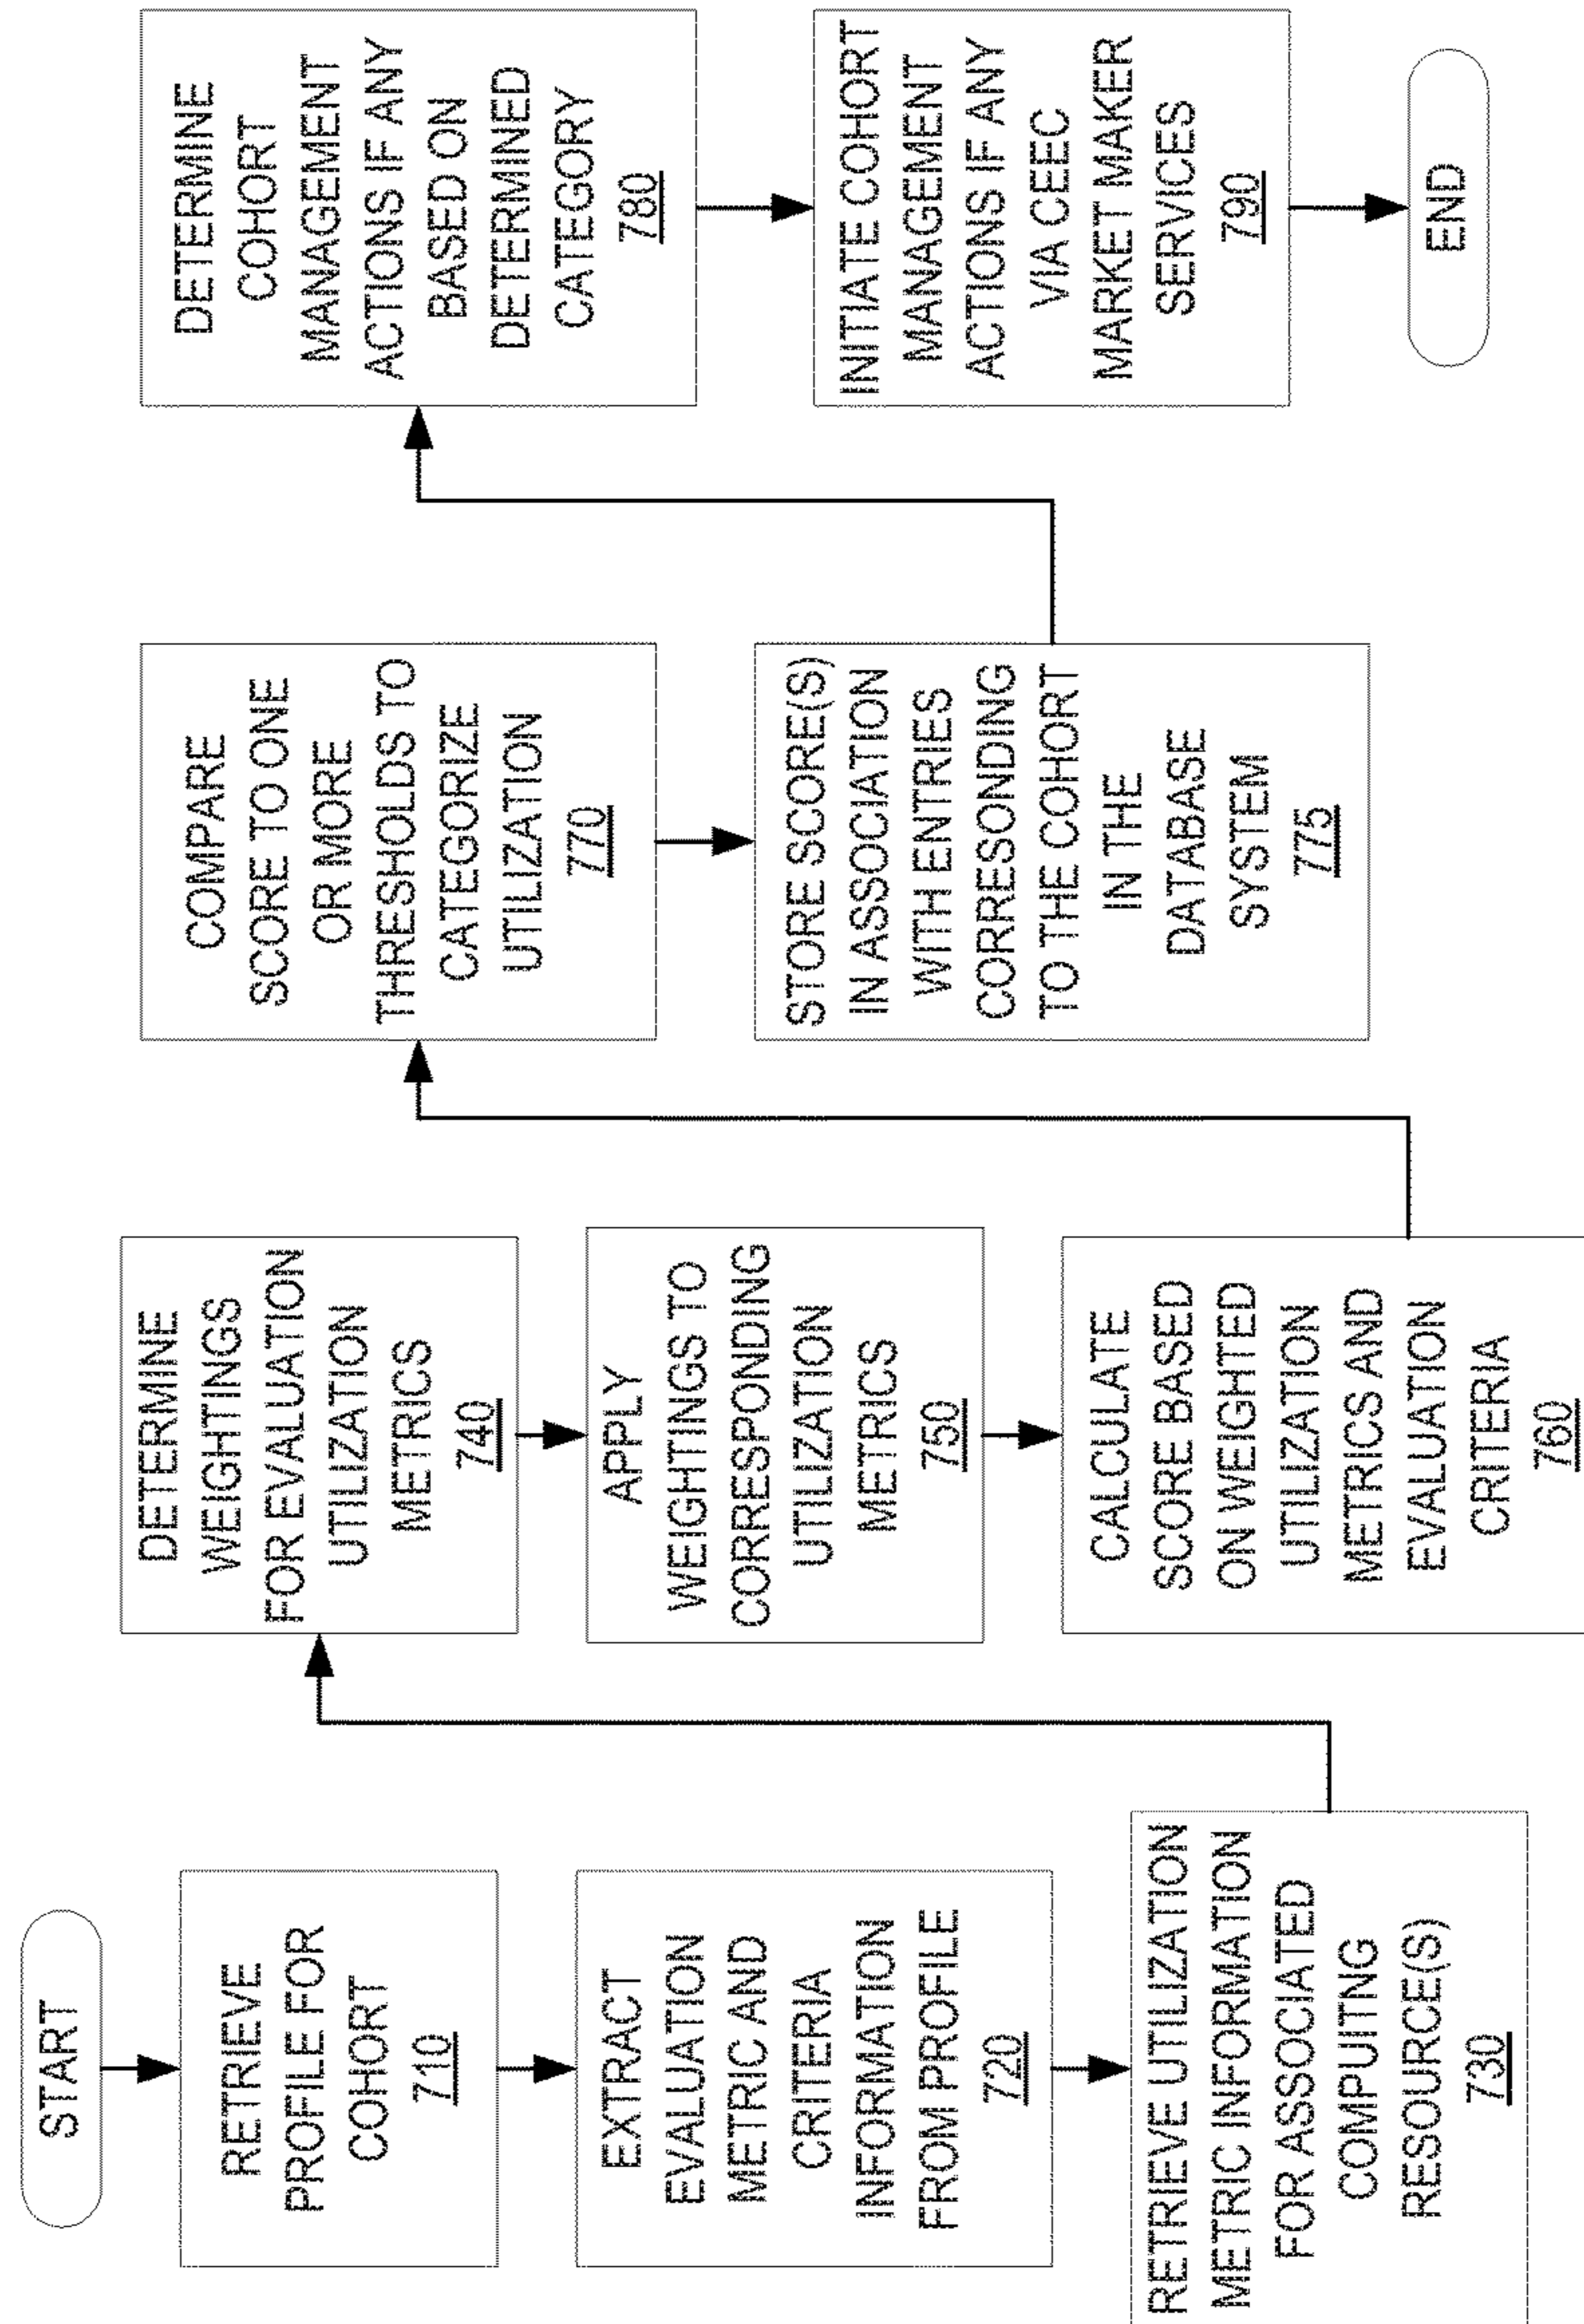 START
RETRIEVE
PROFILE FOR
COHORT
710
EXTRACT
EVALUATION
METRIC AND
CRITERIA
INFORMATION
FROM PROFILE
720
RETRIEVE UTILIZATION
METRIC INFORMATION
FOR ASSOCIATED
COMPUITNG
RESOURCE(S)
730
DETERMINE
WEIGHTINGS
FOR EVALUATION
UTILIZATION
METRICS
740
APPLY
WEIGHTINGS TO
CORRESPONDING
UTILIZATION
METRICS
750
CALCULATE
SCORE BASED
ON WEIGHTED
UTILIZATION
METRICS AND
EVALUATION
CRITERIA
760
COMPARE
SCORE TO ONE
OR MORE
THRESHOLDS TO
CATEGORIZE
UTILIZATION
770
STORE SCORE(S)
IN ASSOCIATION
WITH ENTRIES
CORRESONDING
TO THE COHORT
IN THE
DATABASE
SYSTEM
775
DETERMINE
COHORT
MANAGEMENT
ACTIONS IF ANY
BASED ON
DETERMINED
CATEGORY
780
INITIATE COHORT
MANAGEMENT
ACTIONS IF ANY
VIA CEEC
MARKET MAKER
SERVICES
790
END